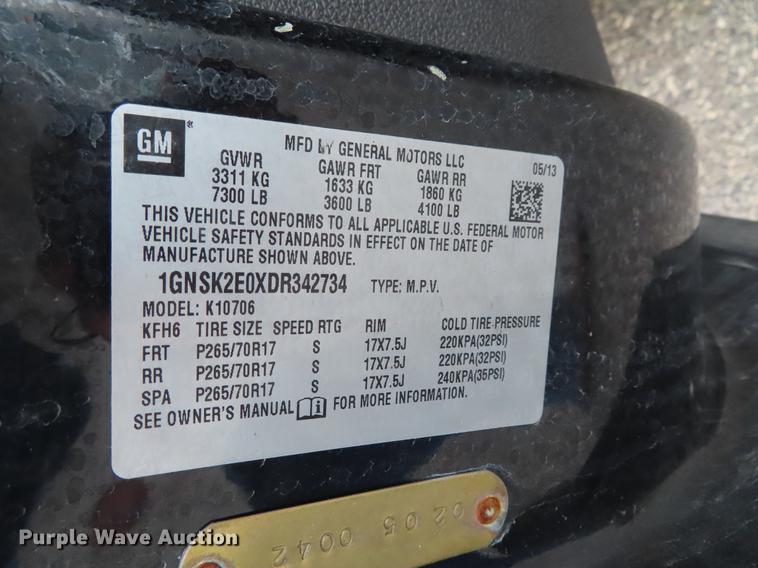 GM
MFD BY GENERAL MOTORS LLC
05/13
GVWR GAWR FRT GAWR RR
3311 KG 1633 KG 1860 KG
7300 LB 3600 LB 4100 LB
THIS VEHICLE CONFORMS TO ALL APPLICABLE U.S. FEDERAL MOTOR
VEHICLE SAFETY STANDARDS IN EFFECT ON THE DATE OF
MANUFACTURE SHOWN ABOVE.
1GNSK2E0XDR342734 TYPE: M.P.V.
MODEL: K10706
KFH6 TIRE SIZE SPEED RTG RIM COLD TIRE-PRESSURE
FRT P265/70R17 S 17X7.5J 220KPA(32PSI)
RR P265/70R17 S 17X7.5J 220KPA(32PSI)
SPA P265/70R17 S 17X7.5J 240KPA(35PSI)
SEE OWNER'S MANUAL FOR MORE INFORMATION.
02 05 0042
Purple Wave Auction